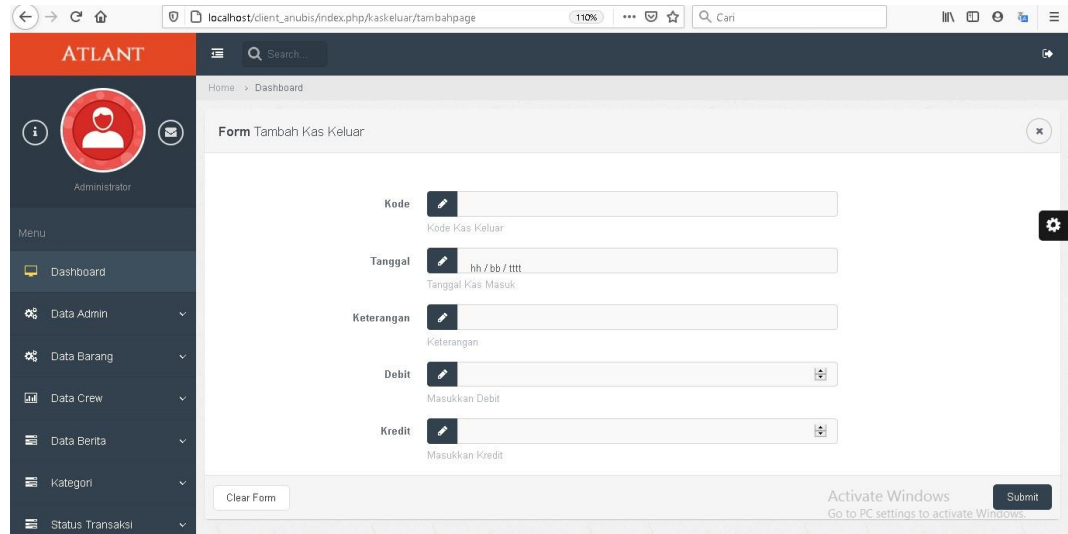 localhost/client_anubis/index.php/kaskeluar/tambahpage
110%
Cari
ATLANT
Search...
Home > Dashboard
Form Tambah Kas Keluar
Administrator
Menu
Dashboard
Data Admin
Data Barang
Data Crew
Data Berita
Kategori
Status Transaksi
Kode
Kode Kas Keluar
Tanggal
hh / bb / tttt
Tanggal Kas Masuk
Keterangan
Keterangan
Debit
Masukkan Debit
Kredit
Masukkan Kredit
Clear Form
Submit
Activate Windows
Go to PC settings to activate Windows.